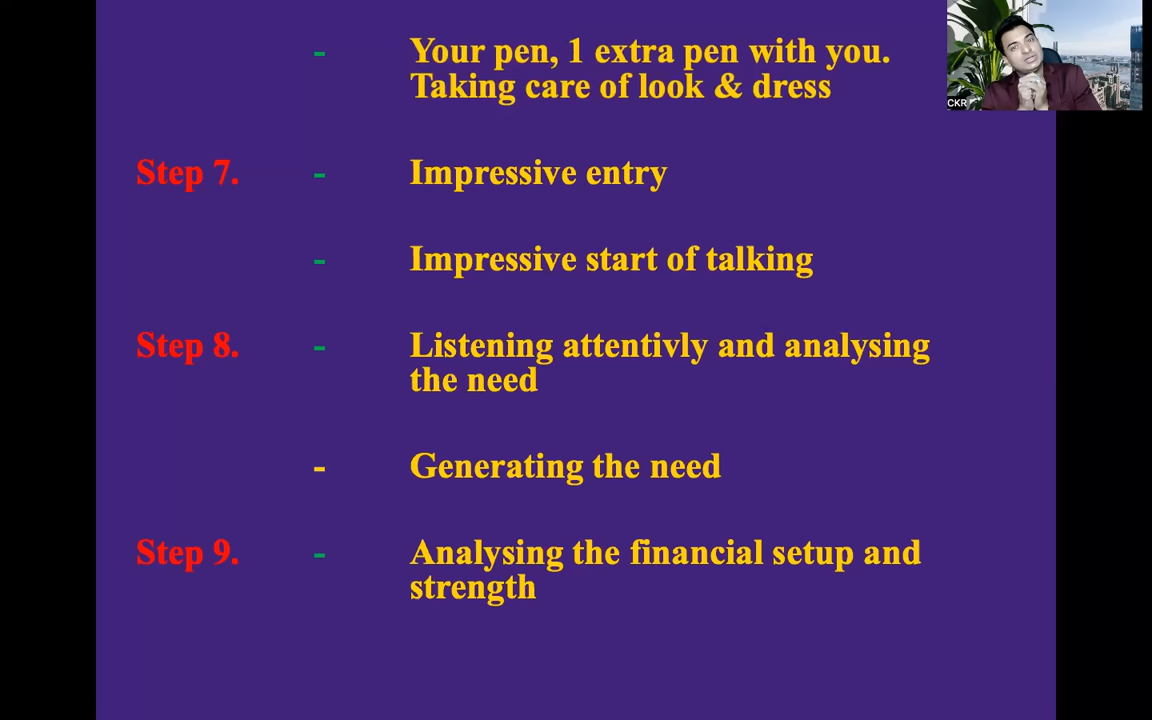 - Your pen, 1 extra pen with you.
Taking care of look & dress
CKR
Step 7. - Impressive entry
- Impressive start of talking
Step 8. - Listening attentivly and analysing
the need
- Generating the need
Step 9. - Analysing the financial setup and
strength